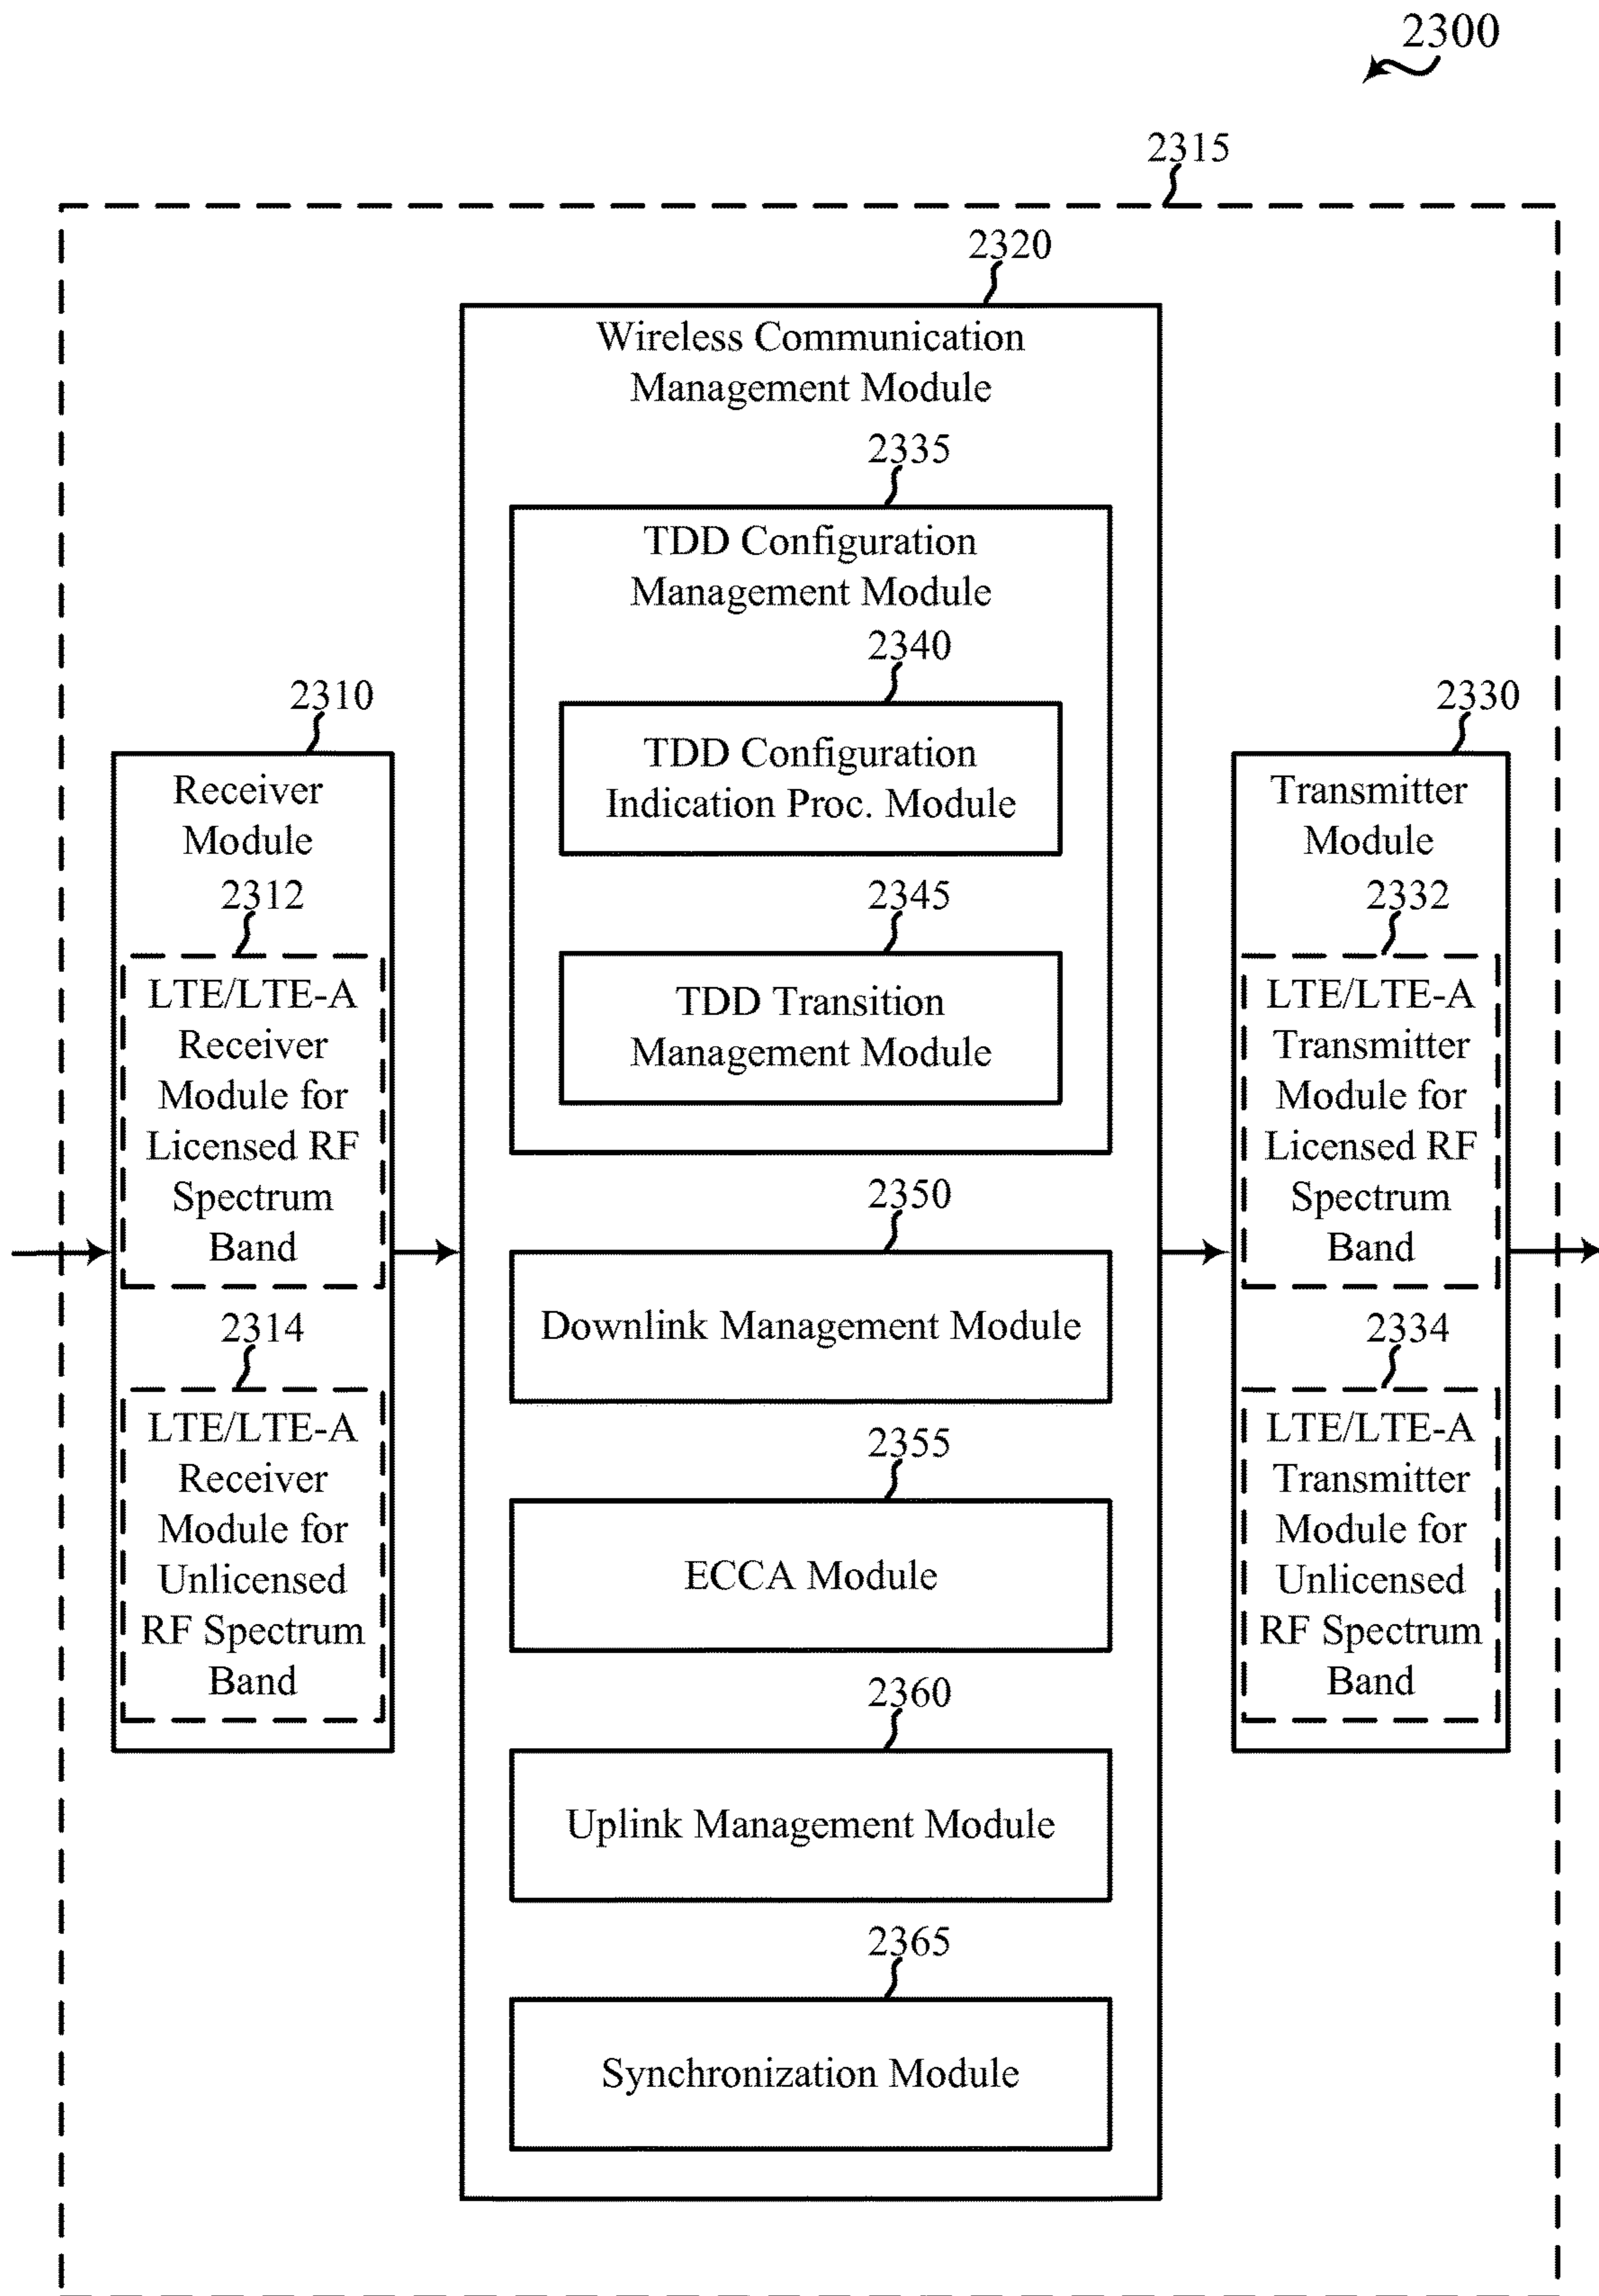 2300
2315
2320
Wireless Communication
Management Module
2335
TDD Configuration
Management Module
2340
TDD Configuration
Indication Proc. Module
2345
TDD Transition
Management Module
2310
Receiver
Module
2312
LTE/LTE-A
Receiver
Module for
Licensed RF
Spectrum
Band
2314
LTE/LTE-A
Receiver
Module for
Unlicensed
RF Spectrum
Band
2350
Downlink Management Module
2355
ECCA Module
2360
Uplink Management Module
2365
Synchronization Module
2330
Transmitter
Module
2332
LTE/LTE-A
Transmitter
Module for
Licensed RF
Spectrum
Band
2334
LTE/LTE-A
Transmitter
Module for
Unlicensed
RF Spectrum
Band